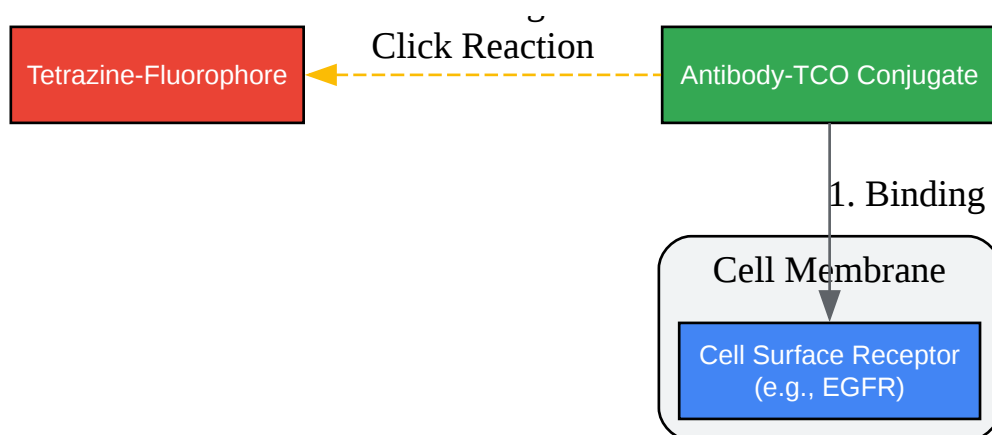 Click Reaction
Tetrazine-Fluorophore
Antibody-TCO Conjugate
1. Binding
Cell Membrane
Cell Surface Receptor
(e.g., EGFR)